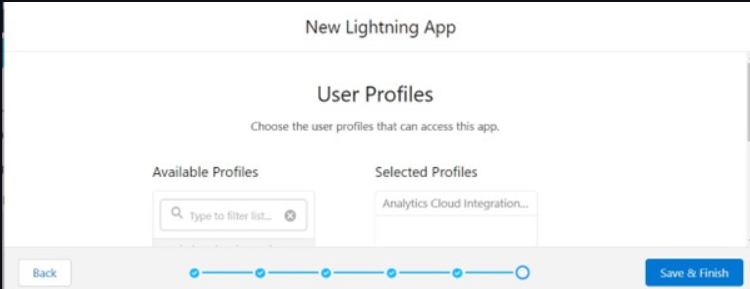 New Lightning App
User Profiles
Choose the user profiles that can access this app.
Available Profiles
Selected Profiles
Type to filter list...
Analytics Cloud Integration...
Back
Save & Finish